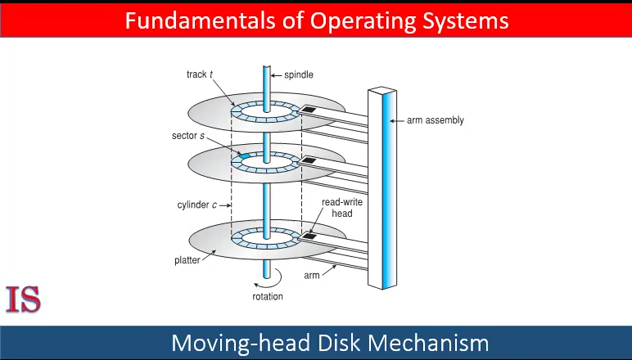 Fundamentals of Operating Systems
track t
spindle
arm assembly
sector s
cylinder c
read-write
head
platter
arm
rotation
IS
Moving-head Disk Mechanism